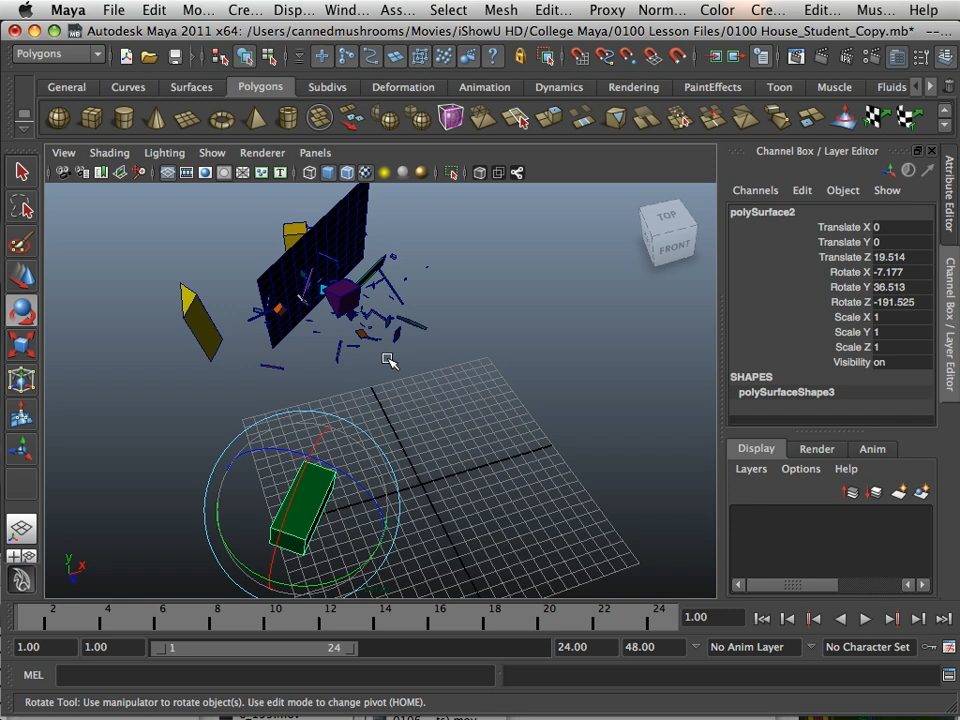 Maya File Edit Mo... Cre... Disp... Wind... Ass... Select Mesh Edit... Proxy Norm... Color Cre... Edit... Mus... Help
Autodesk Maya 2011 x64: /Users/cannedmushrooms/Movies/iShowU HD/College Maya/0100 Lesson Files/0100 House_Student_Copy.mb* --...
Polygons
General Curves Surfaces Polygons Subdivs Deformation Animation Dynamics Rendering PaintEffects Toon Muscle Fluids
View Shading Lighting Show Renderer Panels
TOP
FRONT
y
x
z
Channel Box / Layer Editor
Channels Edit Object Show
polySurface2
Translate X 0
Translate Y 0
Translate Z 19.514
Rotate X -7.177
Rotate Y 36.513
Rotate Z -191.525
Scale X 1
Scale Y 1
Scale Z 1
Visibility on
SHAPES
polySurfaceShape3
Display Render Anim
Layers Options Help
Attribute Editor
Channel Box / Layer Editor
2 4 6 8 10 12 14 16 18 20 22 24
1.00
1.00 1.00 1 24 24.00 48.00 No Anim Layer No Character Set
MEL
Rotate Tool: Use manipulator to rotate object(s). Use edit mode to change pivot (HOME).